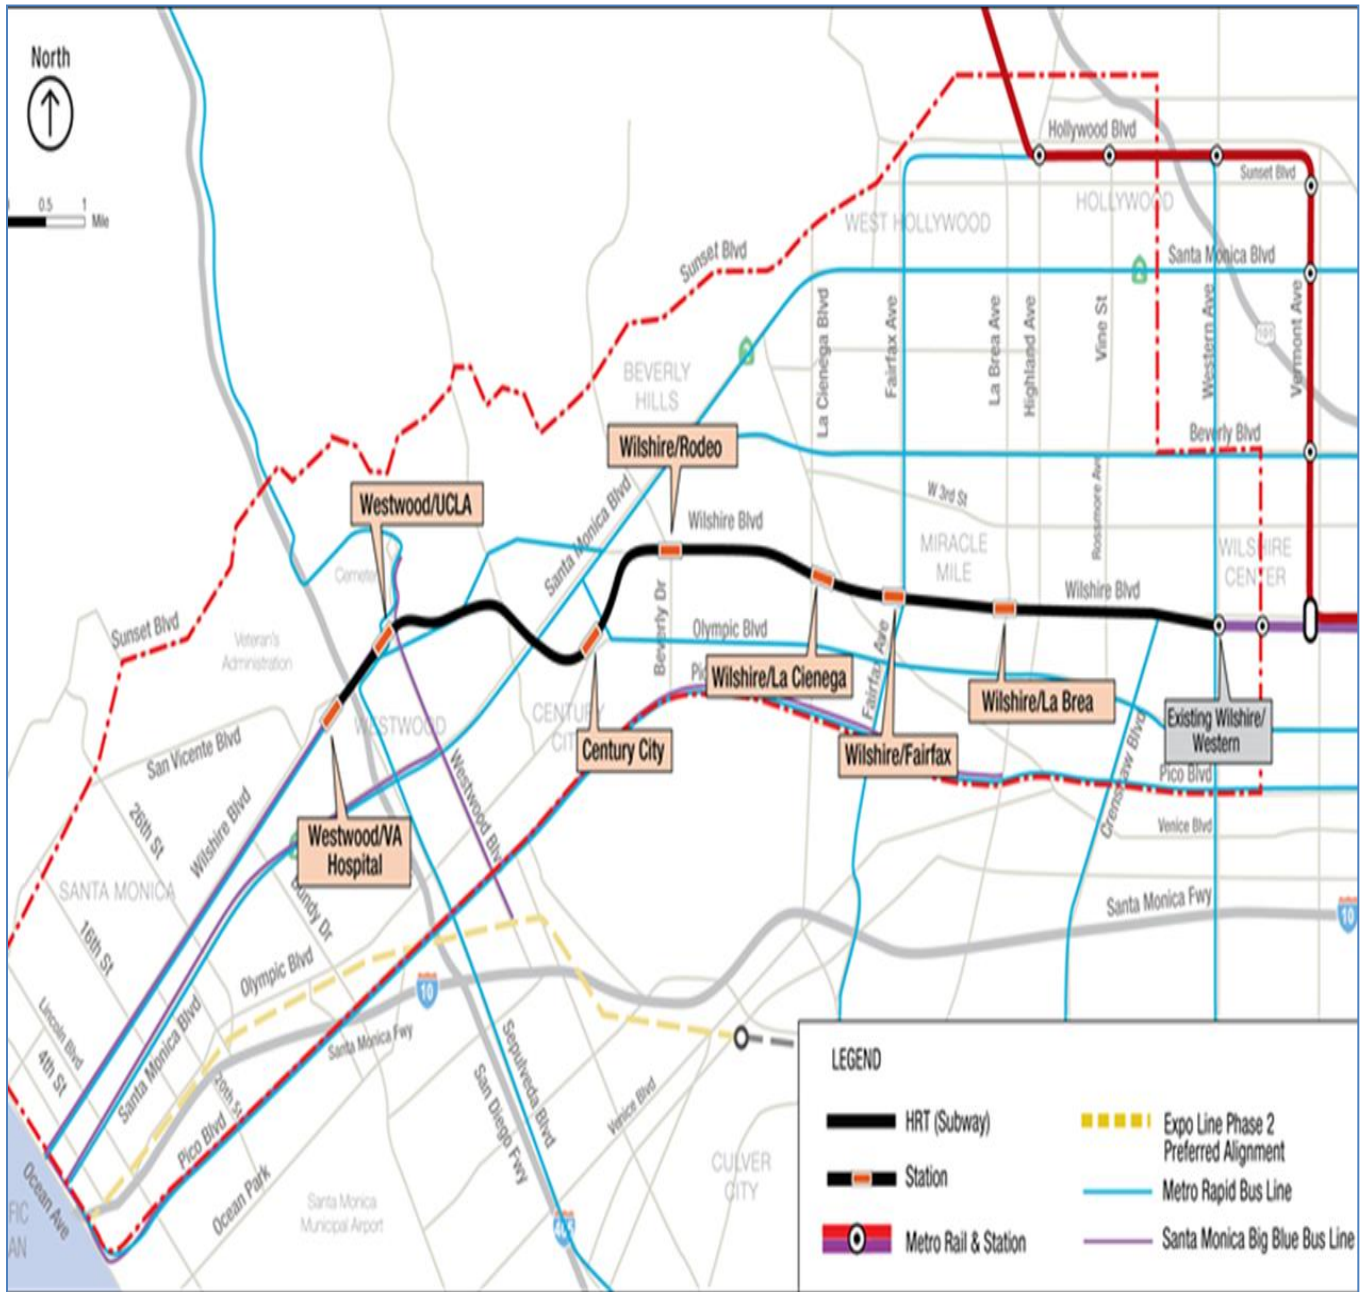 North
0.5 1
Mile
Hollywood Blvd
Sunset Blvd
HOLLYWOOD
WEST HOLLYWOOD
Santa Monica Blvd
Sunset Blvd
La Cienega Blvd
Fairfax Ave
La Brea Ave
Highland Ave
Vine St
Western Ave
Vermont Ave
101
BEVERLY
HILLS
Beverly Blvd
Wilshire/Rodeo
W 3rd St
Rossmore Ave
Westwood/UCLA
Santa Monica Blvd
Wilshire Blvd
MIRACLE
MILE
WILSHIRE
CENTER
Wilshire Blvd
Beverly Dr
Olympic Blvd
Sunset Blvd
Veteran's
Administration
Wilshire/La Cienega
Fairfax Ave
Wilshire/La Brea
Existing Wilshire/
Western
WESTWOOD
CENTURY
Century City
Wilshire/Fairfax
Crenshaw Blvd
Pico Blvd
Venice Blvd
San Vicente Blvd
26th St
Wilshire Blvd
Westwood Blvd
Westwood/VA
Hospital
SANTA MONICA
Bundy Dr
16th St
Olympic Blvd
Santa Monica Fwy
10
10
Lincoln Blvd
4th St
Santa Monica Blvd
20th St
Santa Monica Fwy
Pico Blvd
Sepulveda Blvd
San Diego Fwy
Venice Blvd
Ocean Ave
Ocean Park
Santa Monica
Municipal Airport
CULVER
CITY
405
LEGEND
HRT (Subway)
Station
Metro Rail & Station
Expo Line Phase 2
Preferred Alignment
Metro Rapid Bus Line
Santa Monica Big Blue Bus Line